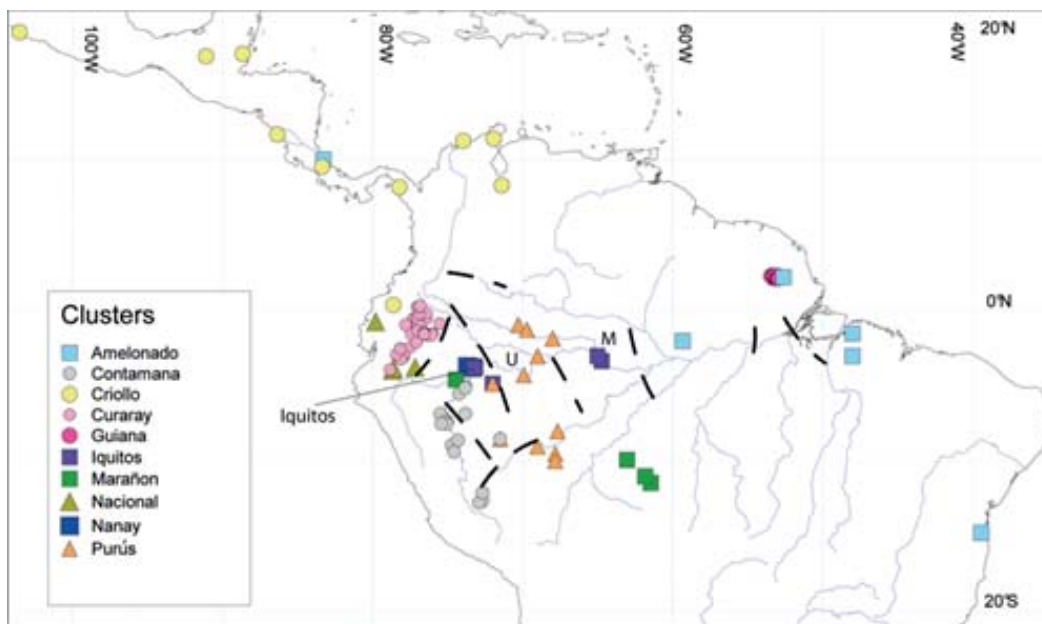 100°W
80°W
60°W
40°W
20°N
0°N
M
U
Iquitos
20°S
Clusters
Amelonado
Contamana
Criollo
Curaray
Guiana
Iquitos
Marañon
Nacional
Nanay
Purús